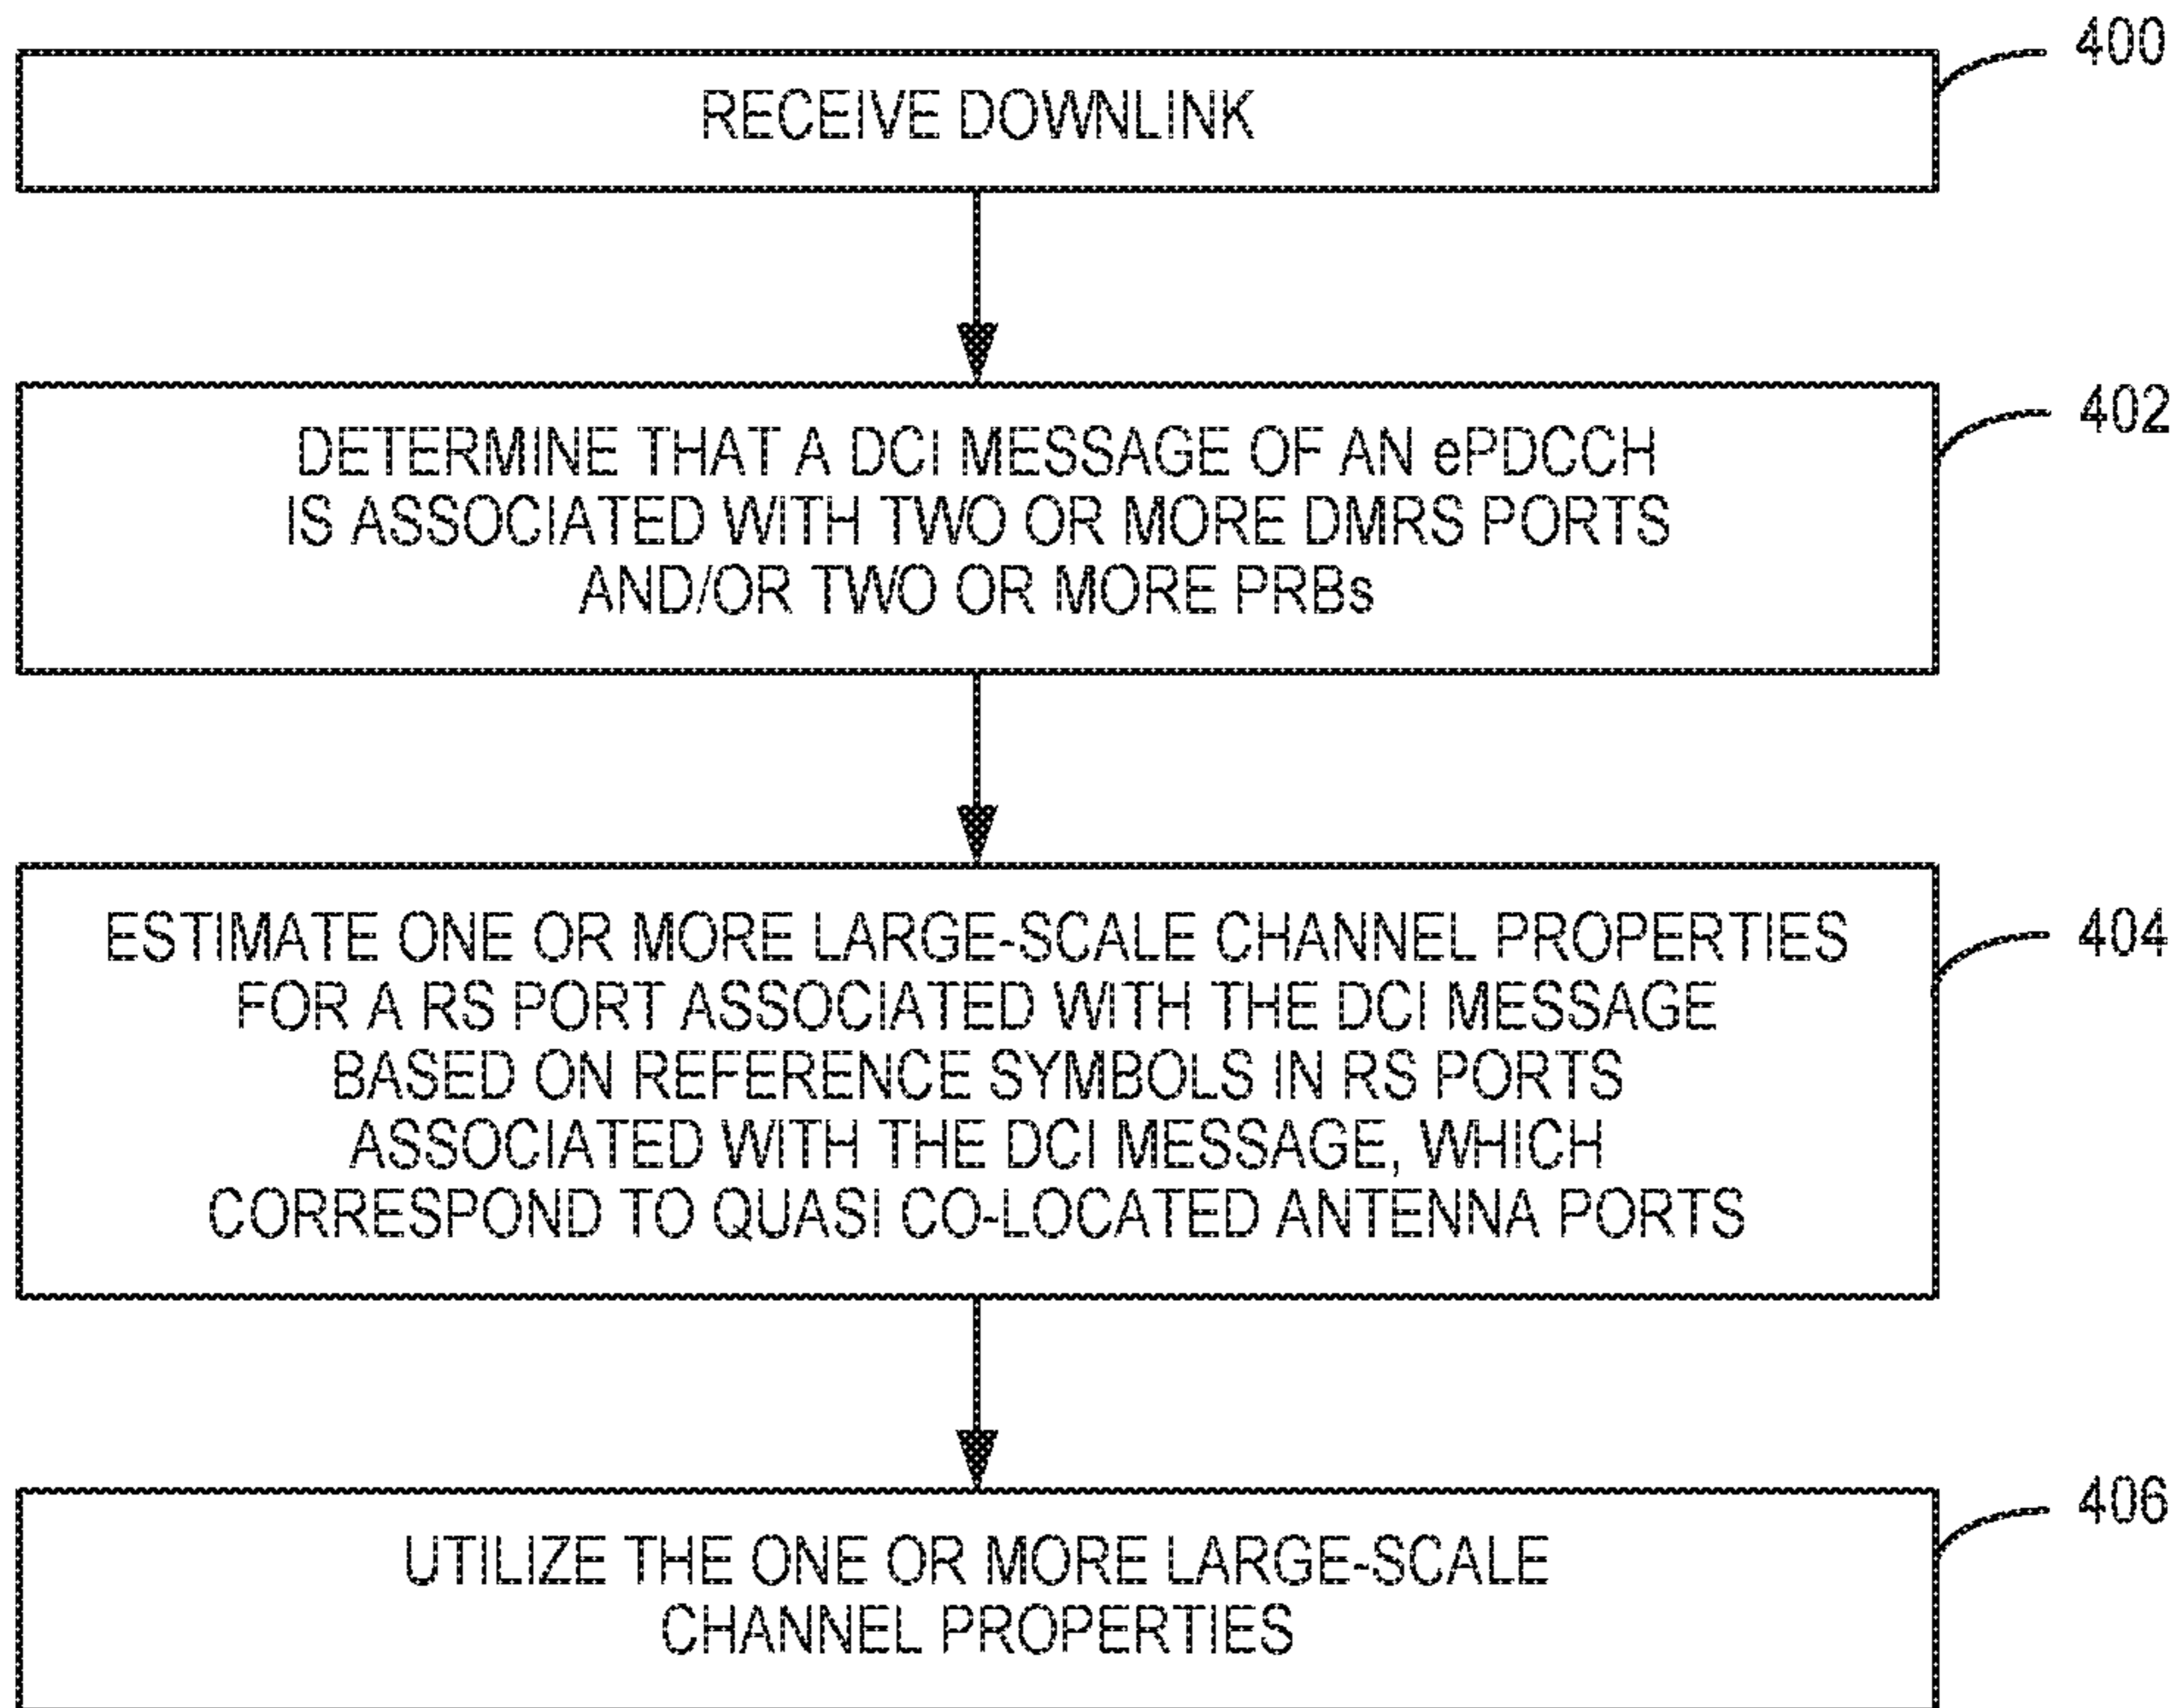 400
RECEIVE DOWNLINK
402
DETERMINE THAT A DCI MESSAGE OF AN ePDCCH
IS ASSOCIATED WITH TWO OR MORE DMRS PORTS
AND/OR TWO OR MORE PRBs
404
ESTIMATE ONE OR MORE LARGE-SCALE CHANNEL PROPERTIES
FOR A RS PORT ASSOCIATED WITH THE DCI MESSAGE
BASED ON REFERENCE SYMBOLS IN RS PORTS
ASSOCIATED WITH THE DCI MESSAGE, WHICH
CORRESPOND TO QUASI CO-LOCATED ANTENNA PORTS
406
UTILIZE THE ONE OR MORE LARGE-SCALE
CHANNEL PROPERTIES